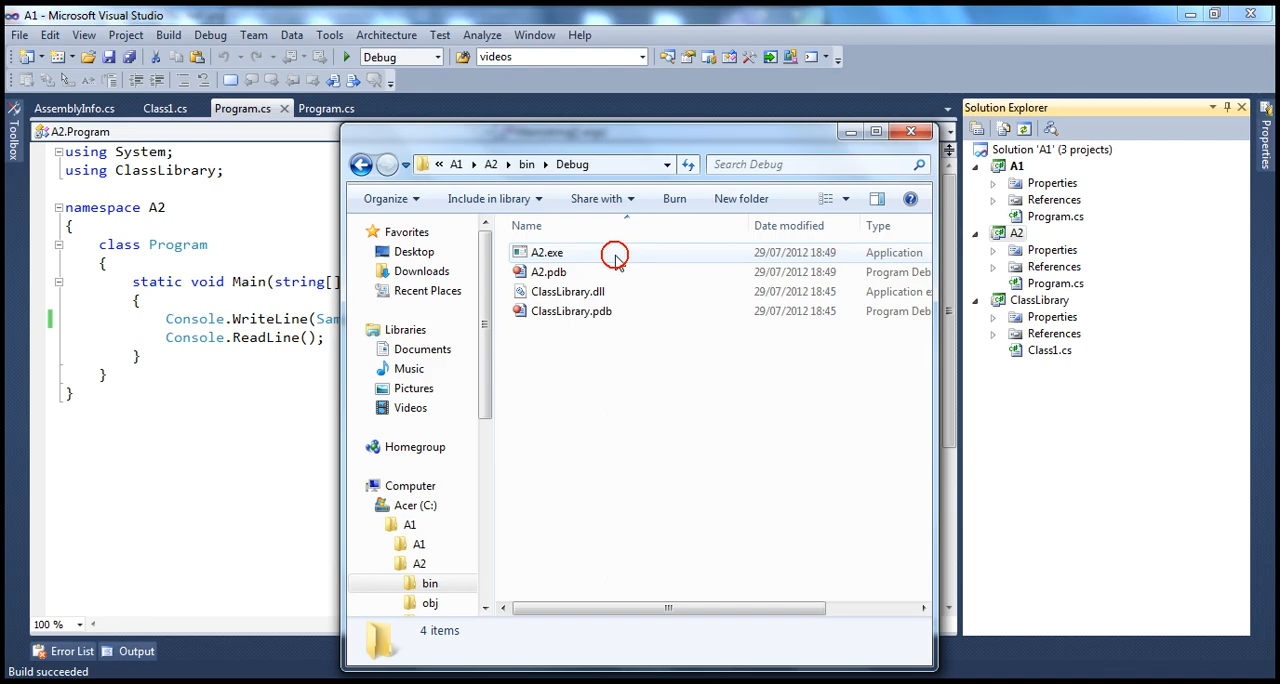 A1 - Microsoft Visual Studio
File Edit View Project Build Debug Team Data Tools Architecture Test Analyze Window Help
Debug videos
AssemblyInfo.cs Class1.cs Program.cs Program.cs
Toolbox
A2.Program
using System;
using ClassLibrary;
namespace A2
{
class Program
{
static void Main(string[]
{
Console.WriteLine(Sam
Console.ReadLine();
}
}
}
100 %
Error List Output
Build succeeded
« A1 A2 bin Debug
Search Debug
Organize Include in library Share with Burn New folder
Favorites
Desktop
Downloads
Recent Places
Libraries
Documents
Music
Pictures
Videos
Homegroup
Computer
Acer (C:)
A1
A1
A2
bin
obj
Name Date modified Type
A2.exe 29/07/2012 18:49 Application
A2.pdb 29/07/2012 18:49 Program Deb
ClassLibrary.dll 29/07/2012 18:45 Application e
ClassLibrary.pdb 29/07/2012 18:45 Program Deb
4 items
Solution Explorer
Solution 'A1' (3 projects)
A1
Properties
References
Program.cs
A2
Properties
References
Program.cs
ClassLibrary
Properties
References
Class1.cs
Properties